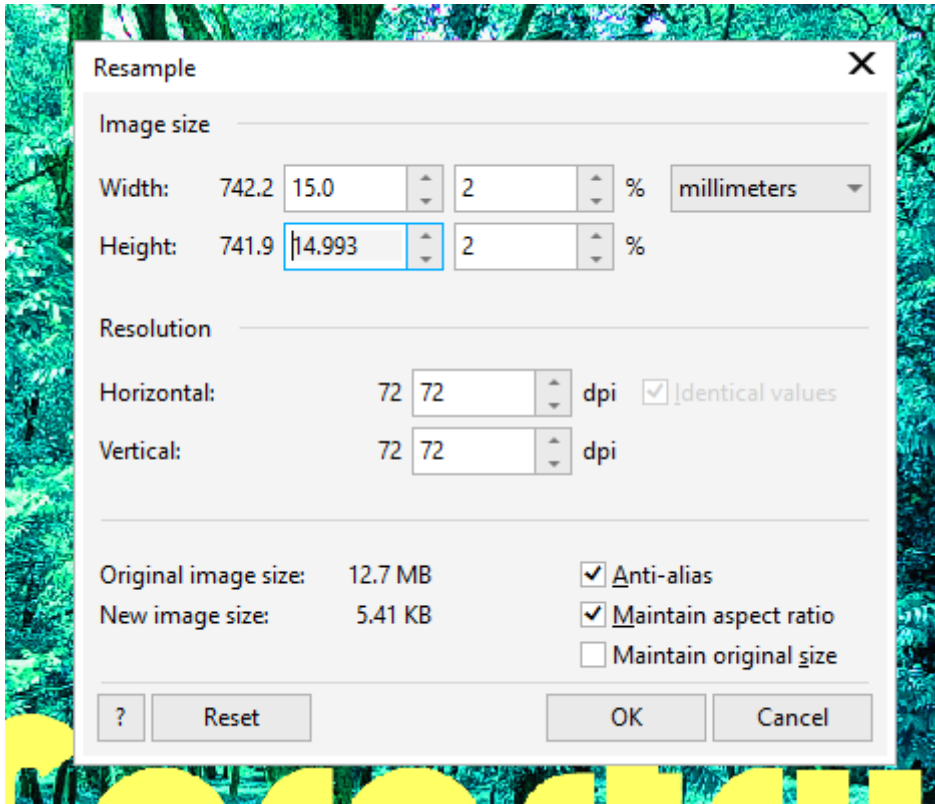 Resample
Image size
Width: 742.2 15.0 2 % millimeters
Height: 741.9 14.993 2 %
Resolution
Horizontal: 72 72 dpi Identical values
Vertical: 72 72 dpi
Original image size: 12.7 MB Anti-alias
New image size: 5.41 KB Maintain aspect ratio
Maintain original size
? Reset OK Cancel